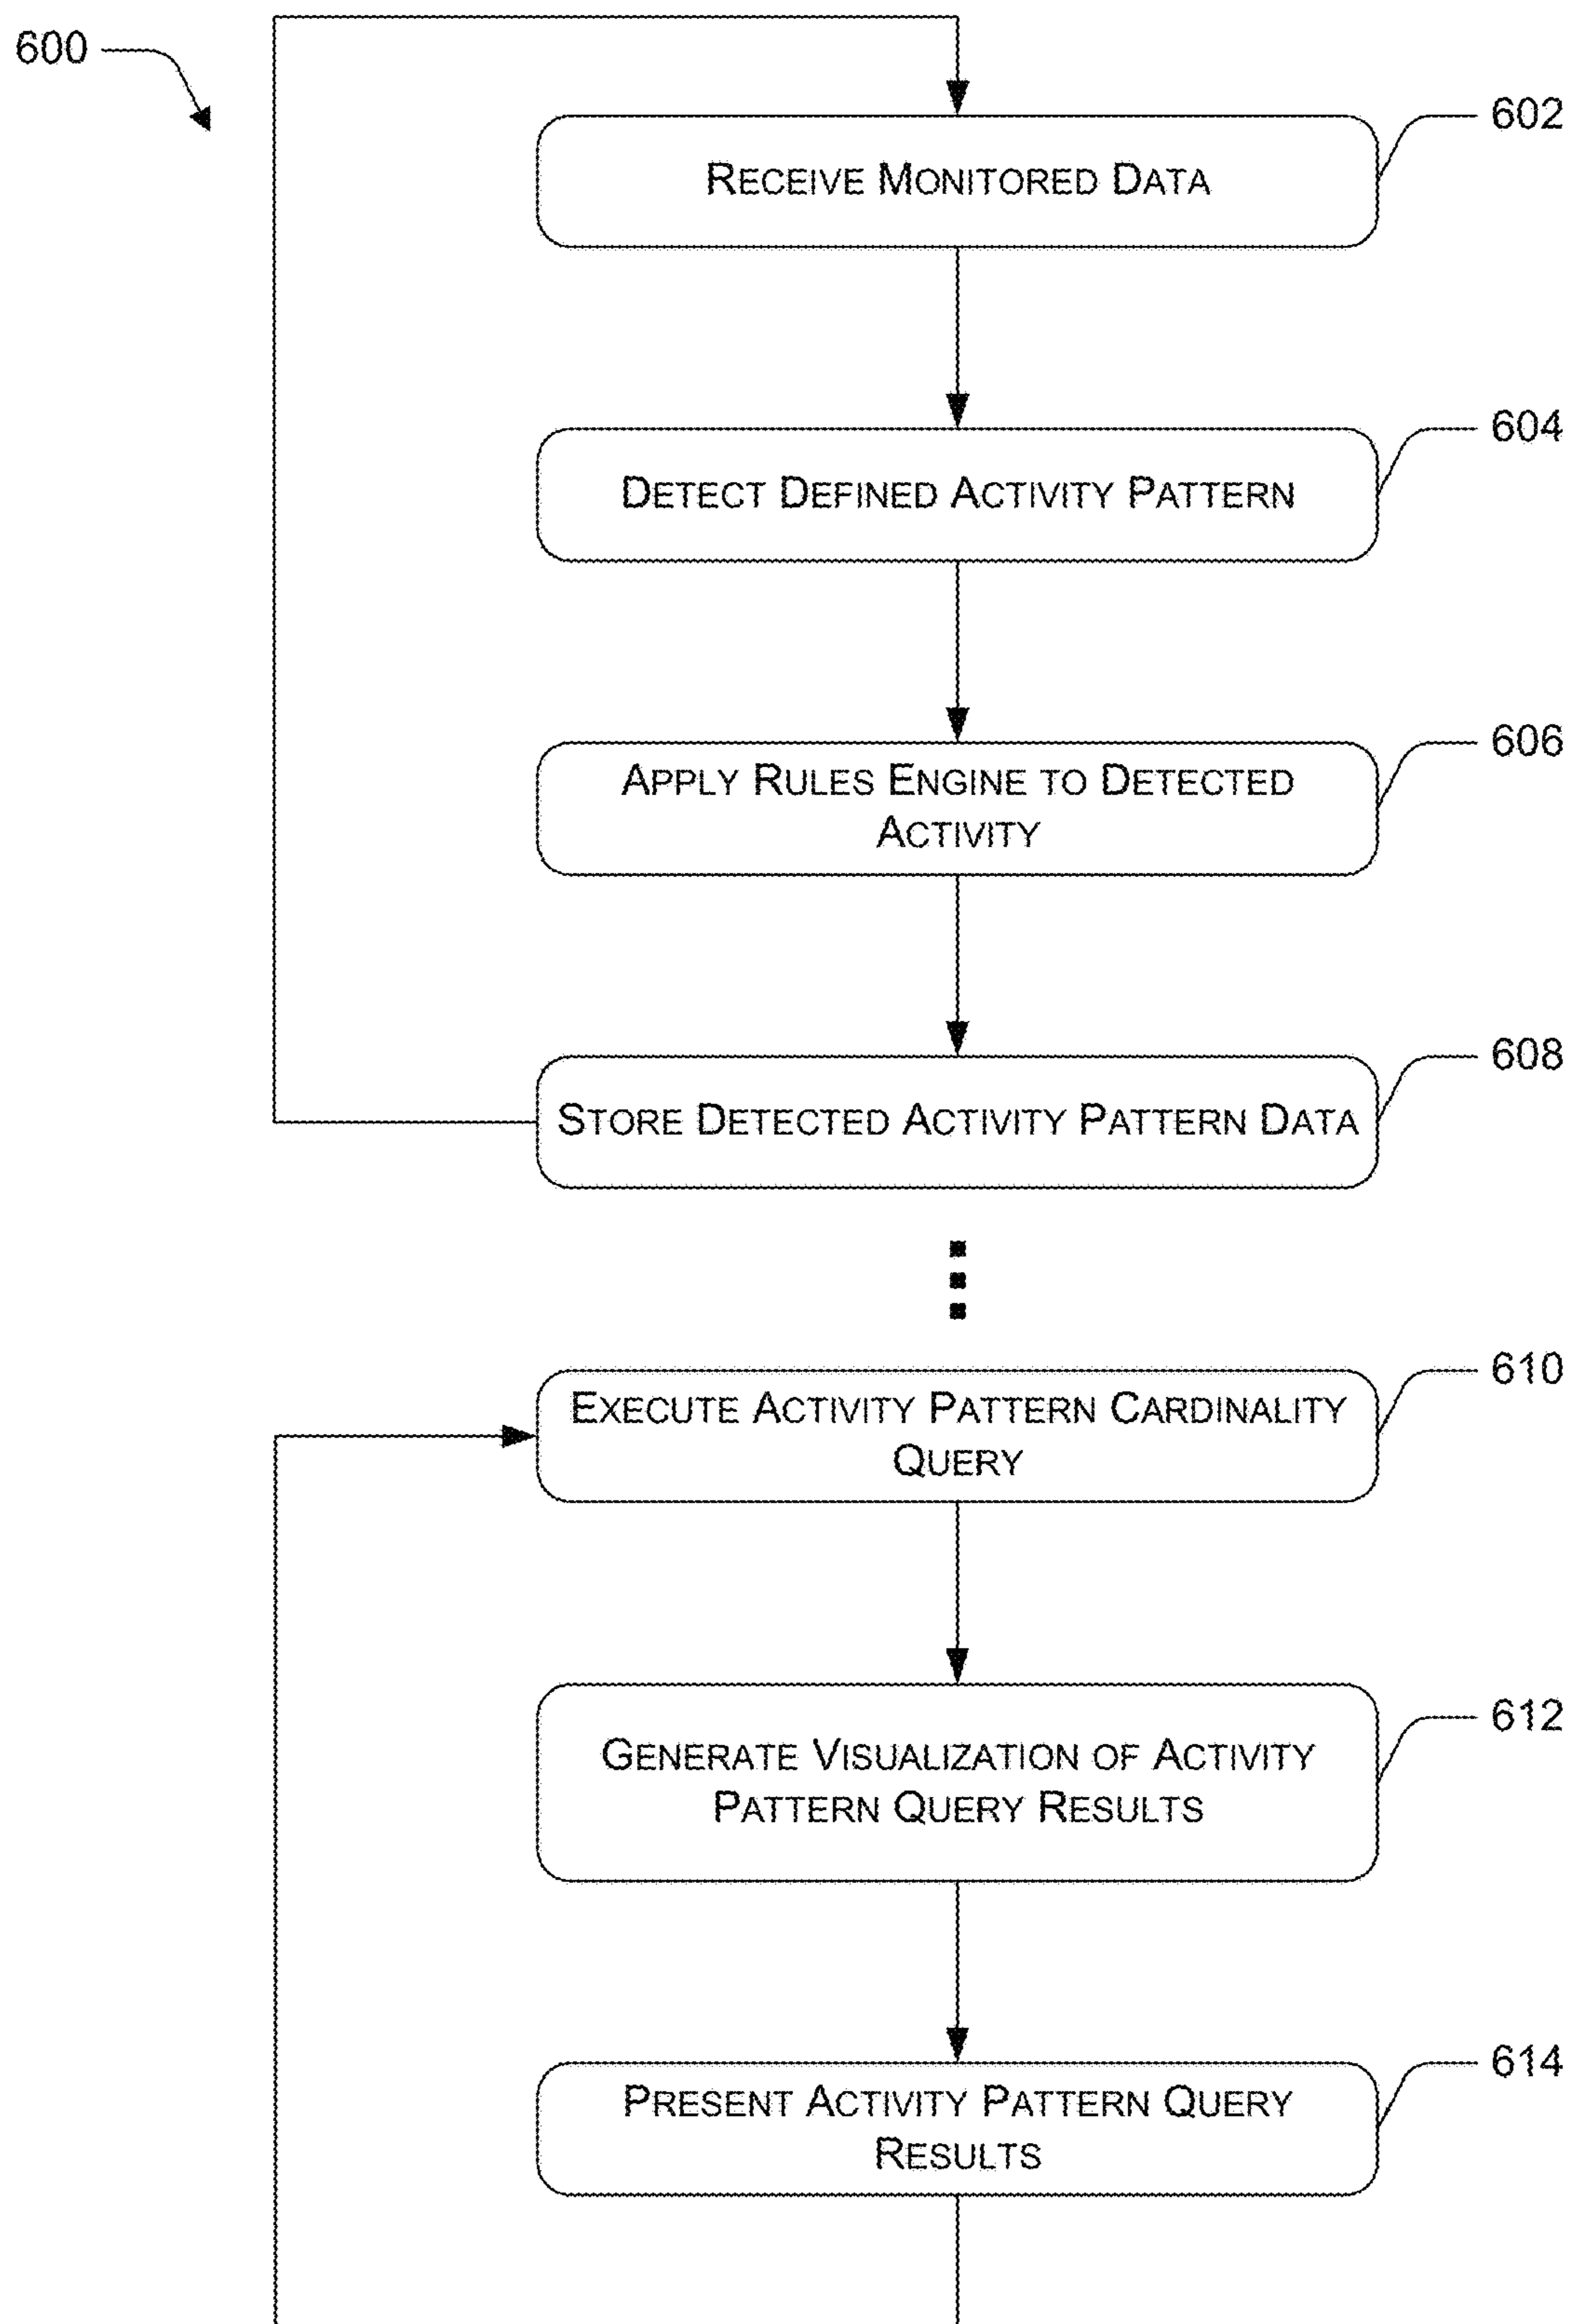 600
602
RECEIVE MONITORED DATA
604
DETECT DEFINED ACTIVITY PATTERN
606
APPLY RULES ENGINE TO DETECTED
ACTIVITY
608
STORE DETECTED ACTIVITY PATTERN DATA
610
EXECUTE ACTIVITY PATTERN CARDINALITY
QUERY
612
GENERATE VISUALIZATION OF ACTIVITY
PATTERN QUERY RESULTS
614
PRESENT ACTIVITY PATTERN QUERY
RESULTS